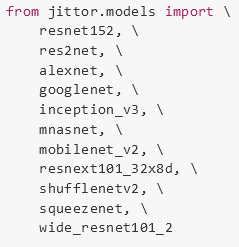 from jittor.models import \
resnet152, \
res2net, \
alexnet, \
googlenet, \
inception_v3, \
mnasnet, \
mobilenet_v2, \
resnext101_32x8d, \
shufflenetv2, \
squeezenet, \
wide_resnet101_2